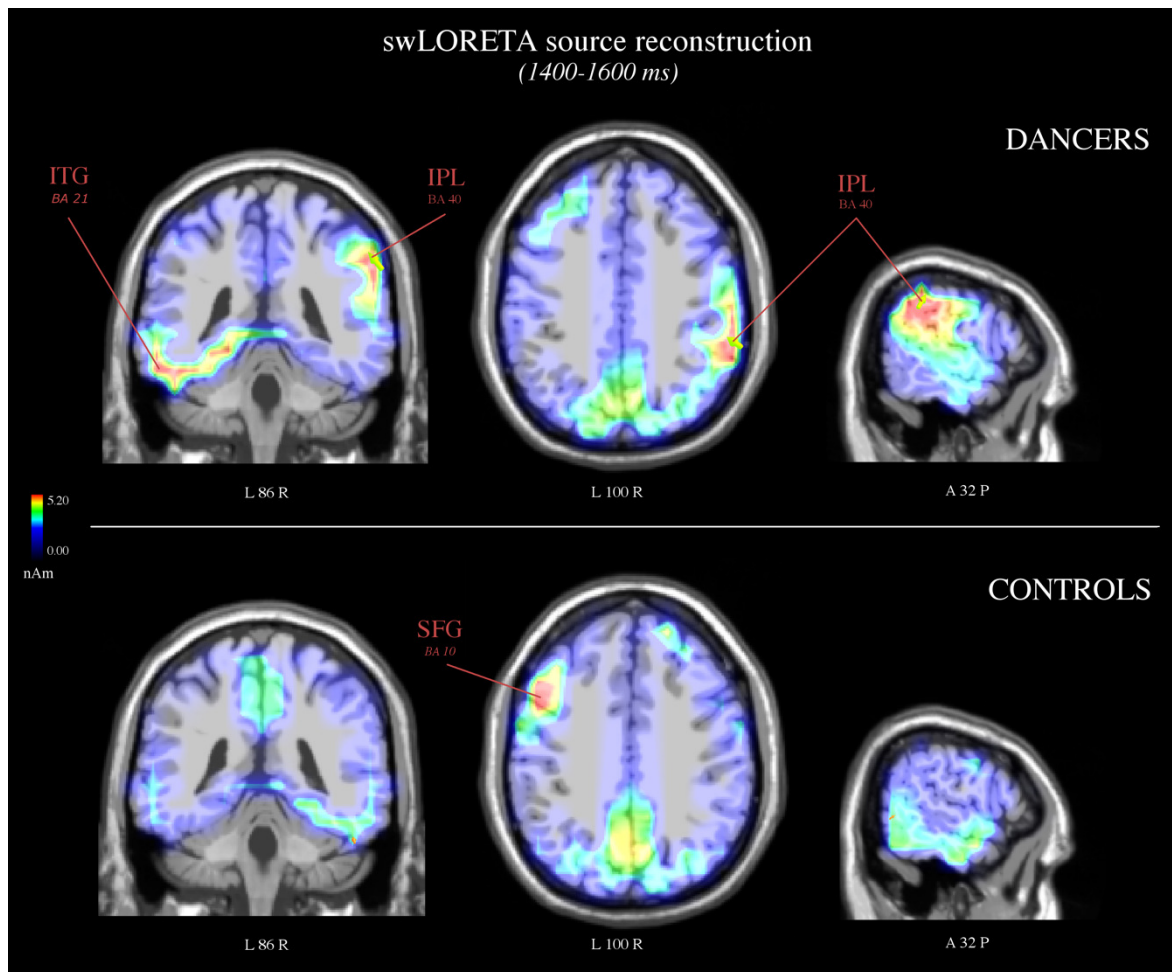 swLORETA source reconstruction
(1400-1600 ms)
DANCERS
ITG
BA 21
IPL
BA 40
IPL
BA 40
L 86 R
L 100 R
A 32 P
5.20
0.00
nAm
CONTROLS
SFG
BA 10
L 86 R
L 100 R
A 32 P